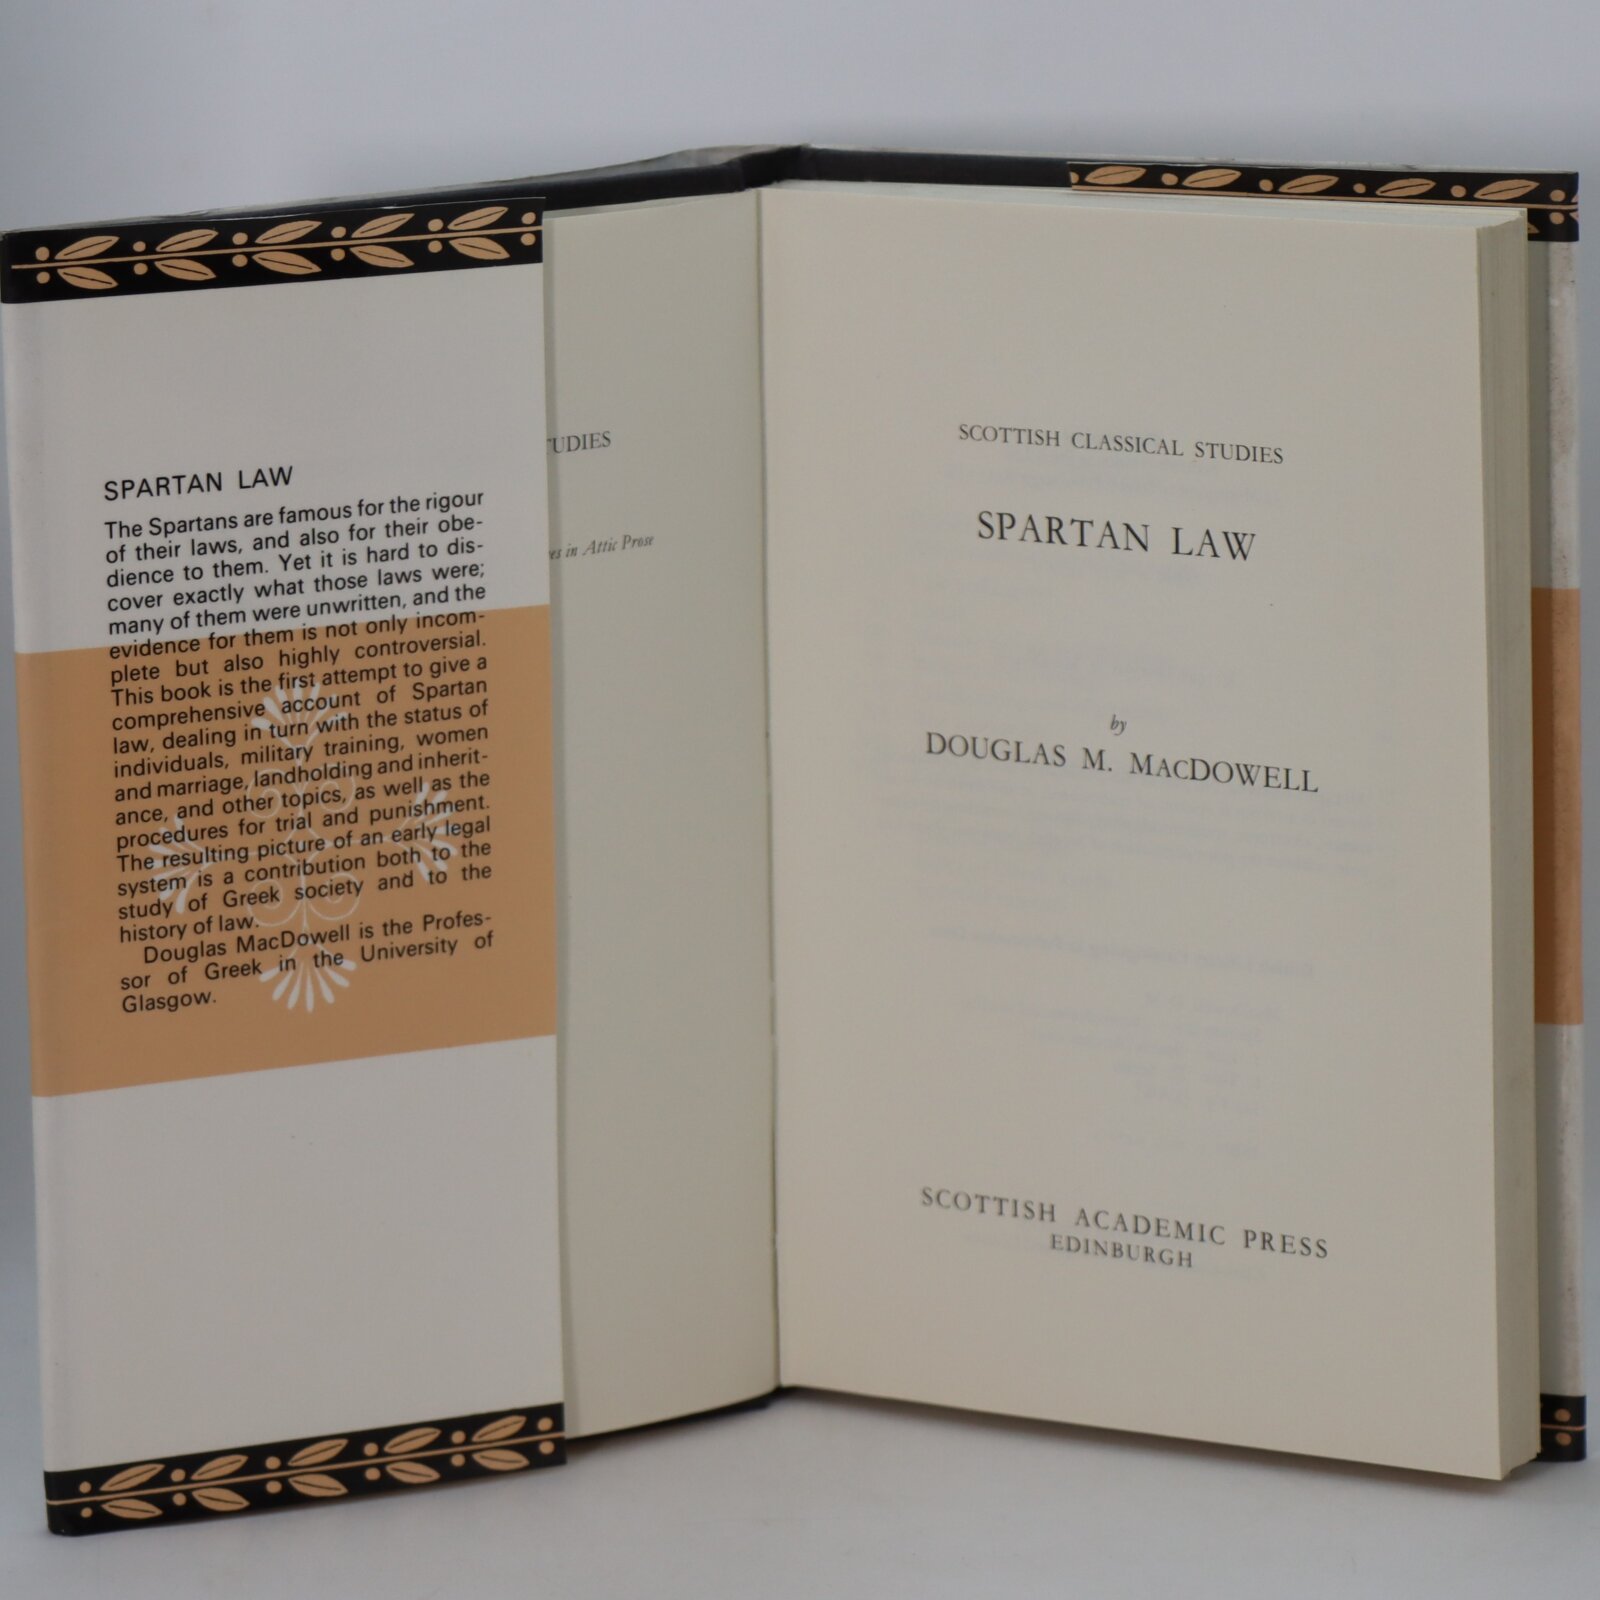 SPARTAN LAW
The Spartans are famous for the rigour
of their laws, and also for their obe-
dience to them. Yet it is hard to dis-
cover exactly what those laws were;
many of them were unwritten, and the
evidence for them is not only incom-
plete but also highly controversial.
This book is the first attempt to give a
comprehensive account of Spartan
law, dealing in turn with the status of
individuals, military training, women
and marriage, landholding and inherit-
ance, and other topics, as well as the
procedures for trial and punishment.
The resulting picture of an early legal
system is a contribution both to the
study of Greek society and to the
history of law.
Douglas MacDowell is the Profes-
sor of Greek in the University of
Glasgow.
TUDIES
in Attic Prose
SCOTTISH CLASSICAL STUDIES
SPARTAN LAW
by
DOUGLAS M. MACDOWELL
SCOTTISH ACADEMIC PRESS
EDINBURGH